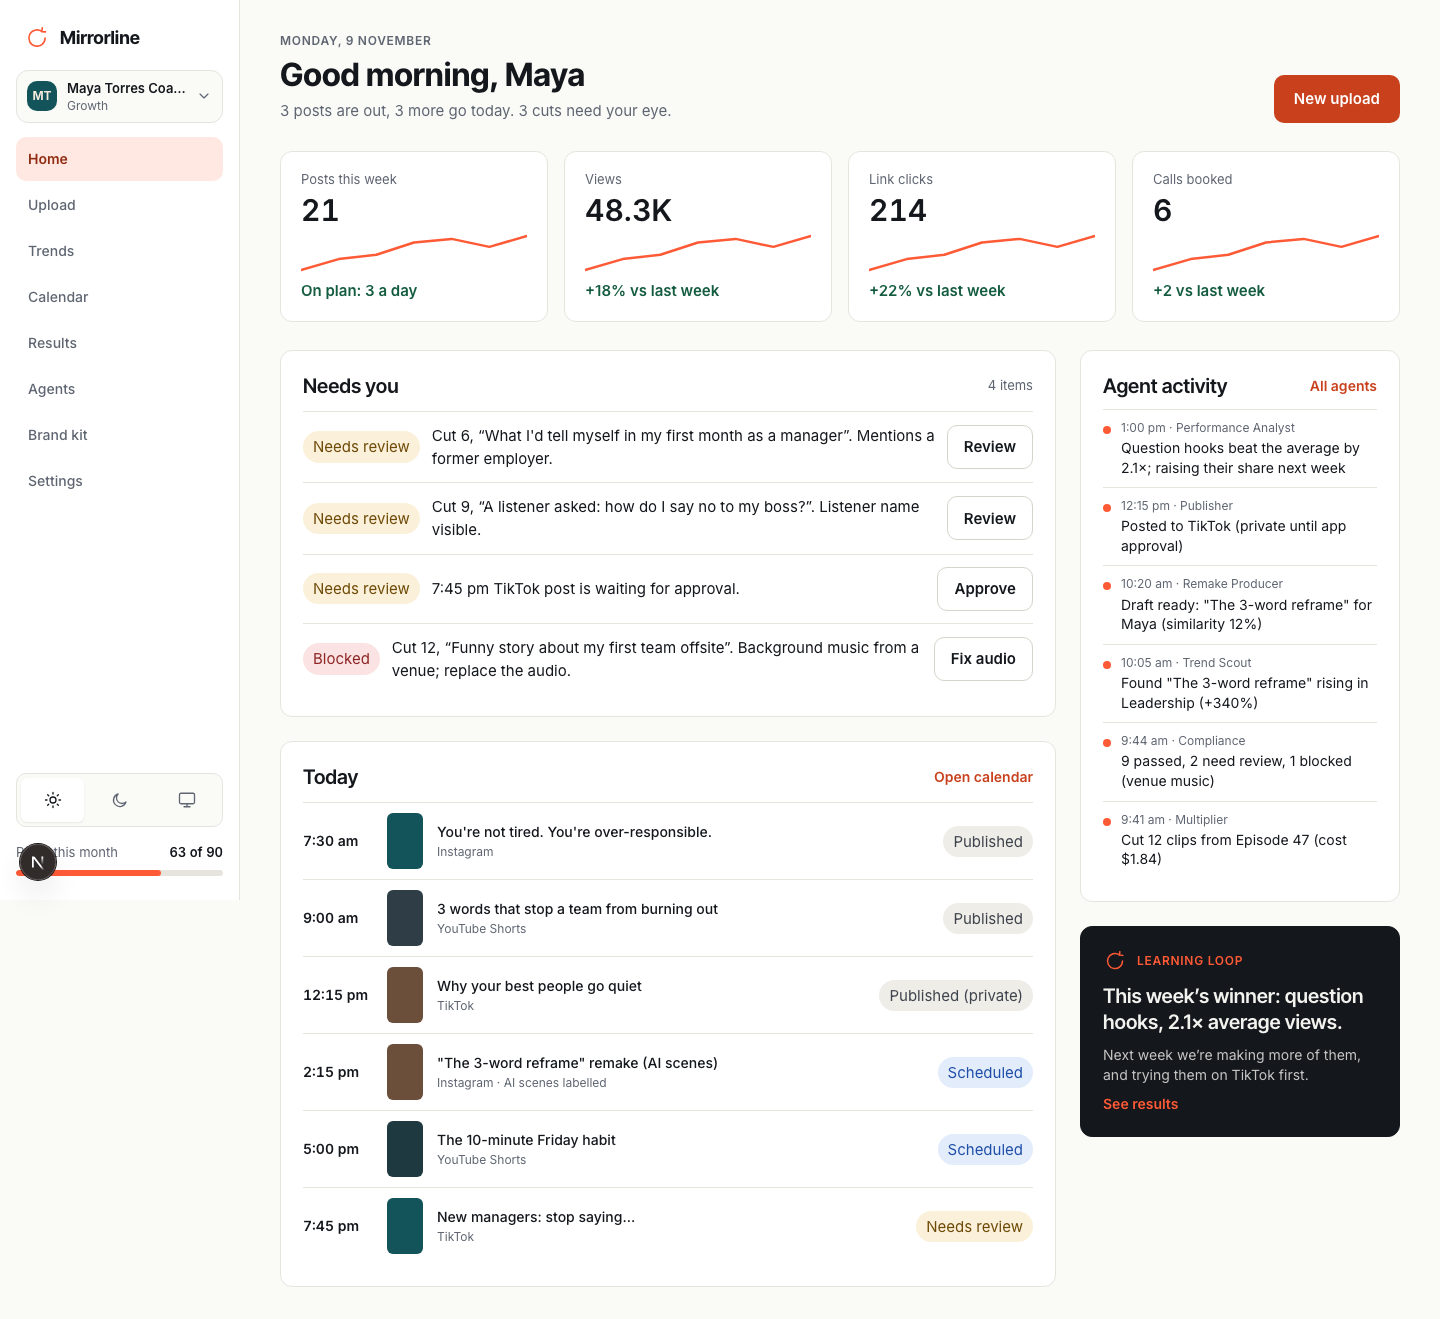 Mirrorline
MT
Maya Torres Coa...
Growth
Home
Upload
Trends
Calendar
Results
Agents
Brand kit
Settings
this month
63 of 90
N
MONDAY, 9 NOVEMBER
Good morning, Maya
3 posts are out, 3 more go today. 3 cuts need your eye.
New upload
Posts this week
21
On plan: 3 a day
Views
48.3K
+18% vs last week
Link clicks
214
+22% vs last week
Calls booked
6
+2 vs last week
Needs you
4 items
Needs review
Cut 6, “What I'd tell myself in my first month as a manager”. Mentions a
former employer.
Review
Needs review
Cut 9, “A listener asked: how do I say no to my boss?”. Listener name
visible.
Review
Needs review
7:45 pm TikTok post is waiting for approval.
Approve
Blocked
Cut 12, “Funny story about my first team offsite”. Background music from a
venue; replace the audio.
Fix audio
Today
Open calendar
7:30 am
You're not tired. You're over-responsible.
Instagram
Published
9:00 am
3 words that stop a team from burning out
YouTube Shorts
Published
12:15 pm
Why your best people go quiet
TikTok
Published (private)
2:15 pm
"The 3-word reframe" remake (AI scenes)
Instagram · AI scenes labelled
Scheduled
5:00 pm
The 10-minute Friday habit
YouTube Shorts
Scheduled
7:45 pm
New managers: stop saying...
TikTok
Needs review
Agent activity
All agents
1:00 pm · Performance Analyst
Question hooks beat the average by
2.1×; raising their share next week
12:15 pm · Publisher
Posted to TikTok (private until app
approval)
10:20 am · Remake Producer
Draft ready: "The 3-word reframe" for
Maya (similarity 12%)
10:05 am · Trend Scout
Found "The 3-word reframe" rising in
Leadership (+340%)
9:44 am · Compliance
9 passed, 2 need review, 1 blocked
(venue music)
9:41 am · Multiplier
Cut 12 clips from Episode 47 (cost
$1.84)
LEARNING LOOP
This week’s winner: question
hooks, 2.1× average views.
Next week we’re making more of them,
and trying them on TikTok first.
See results